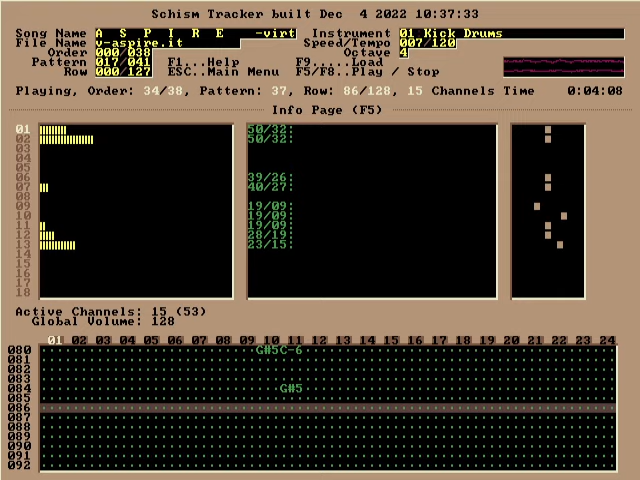 Schism Tracker built Dec  4 2022 10:37:33
Song Name A S P I R E -virt Instrument 01 Kick Drums
File Name v-aspire.it Speed/Tempo 007/120
Order 000/038 Octave 4
Pattern 017/041 F1...Help F9.....Load
Row 000/127 ESC..Main Menu F5/F8..Play / Stop
Playing, Order: 34/38, Pattern: 37, Row: 86/128, 15 Channels Time 0:04:08
Info Page (F5)
01 50/32:
02 50/32:
03
04
05
06 39/26:
07 40/27:
08
09 19/09:
10 19/09:
11 19/09:
12 28/19:
13 23/15:
14
15
16
17
18
Active Channels: 15 (53)
Global Volume: 128
01 02 03 04 05 06 07 08 09 10 11 12 13 14 15 16 17 18 19 20 21 22 23 24
080 G#5C-6
081
082
083
084 G#5
085
086
087
088
089
090
091
092